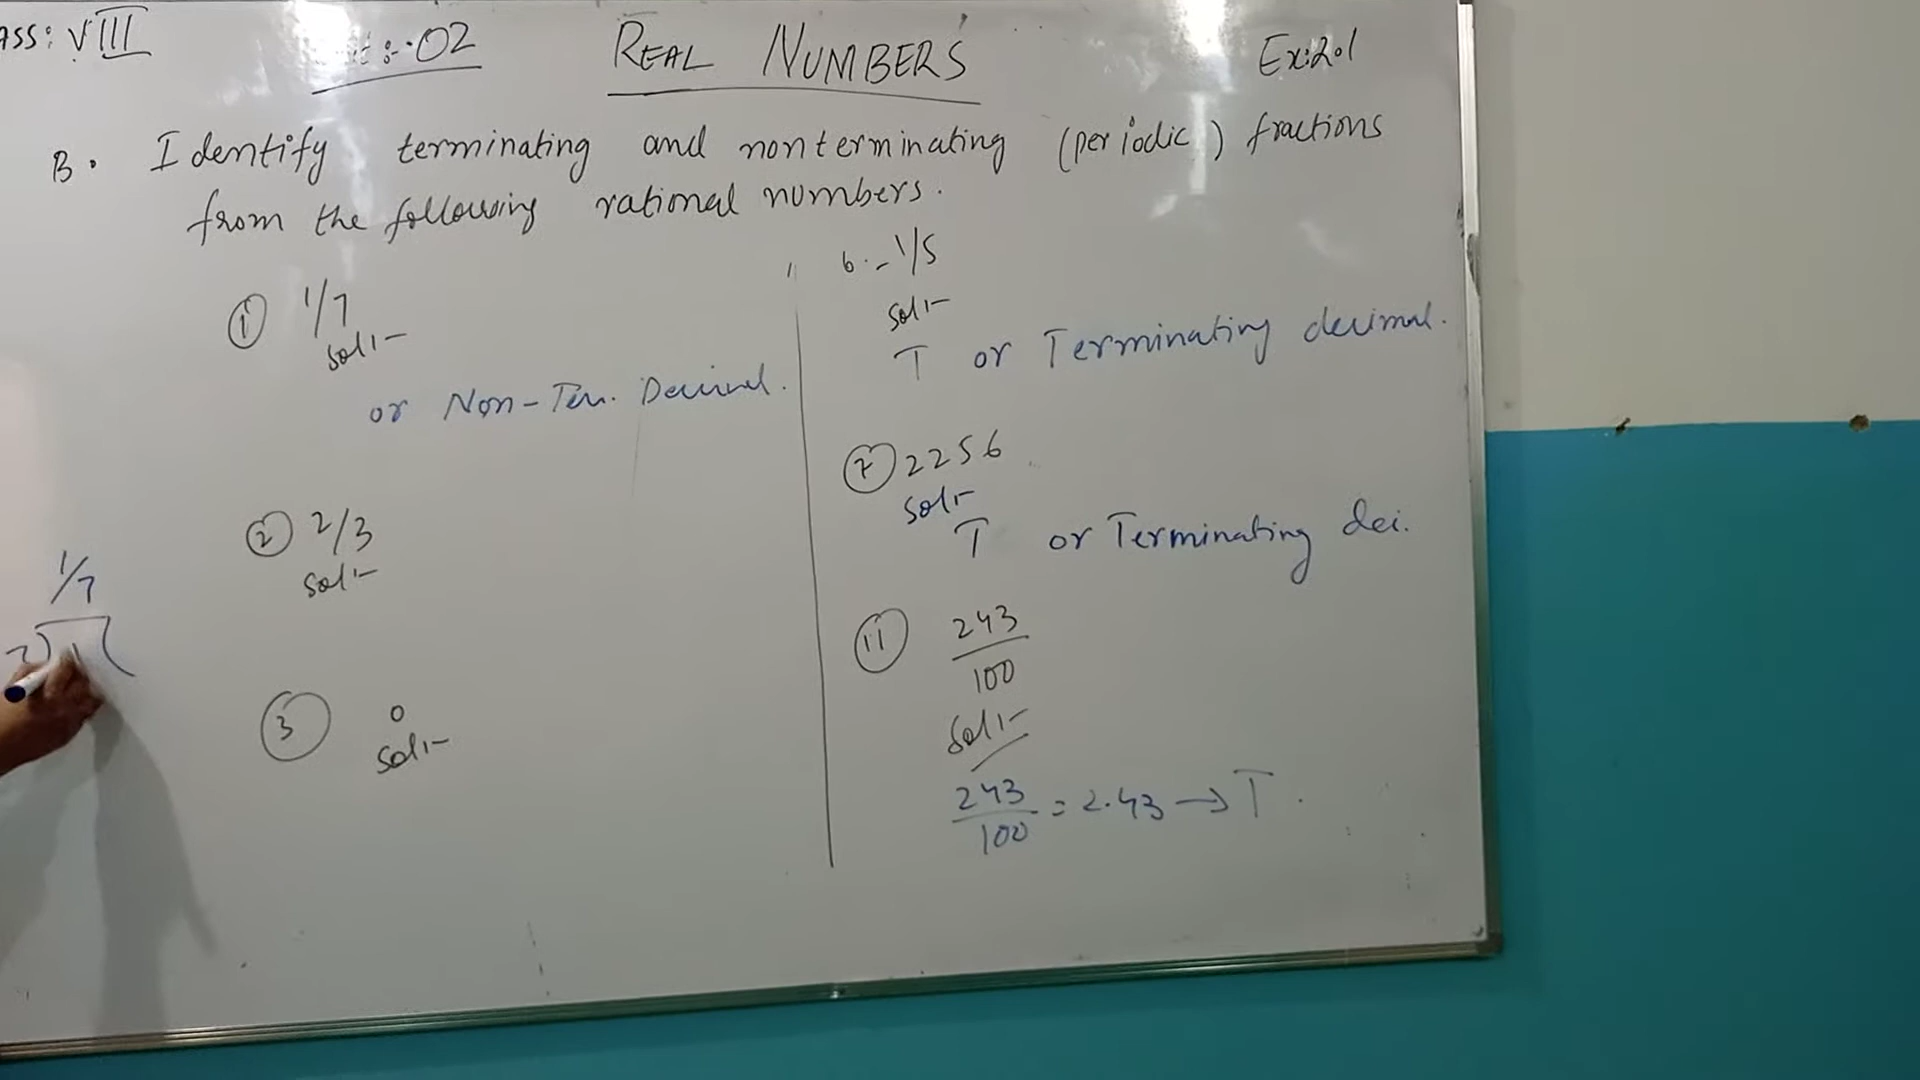 ASS: VIII
:-02
REAL NUMBERS
Ex:2.1
B. Identify terminating and nonterminating (periodic) fractions
from the following rational numbers.
① 1/7
Sol:-
or Non-Ter. Decimal.
② 2/3
Sol:-
③ 0
Sol:-
1/7
7 1
6. - 1/5
Sol:-
T or Terminating decimal.
⑦ 2256
Sol:-
T or Terminating dei.
⑪ 243
100
Sol:-
243
100 = 2.43 → T.